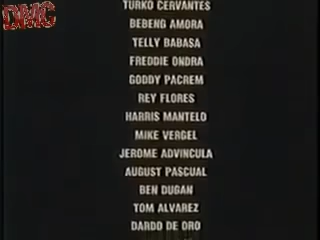 DMC
TURKO CERVANTES
BEBENG AMORA
TELLY BABASA
FREDDIE ONDRA
GODDY PACREM
REY FLORES
HARRIS MANTELO
MIKE VERGEL
JEROME ADVINCULA
AUGUST PASCUAL
BEN DUGAN
TOM ALVAREZ
DARDO DE ORO